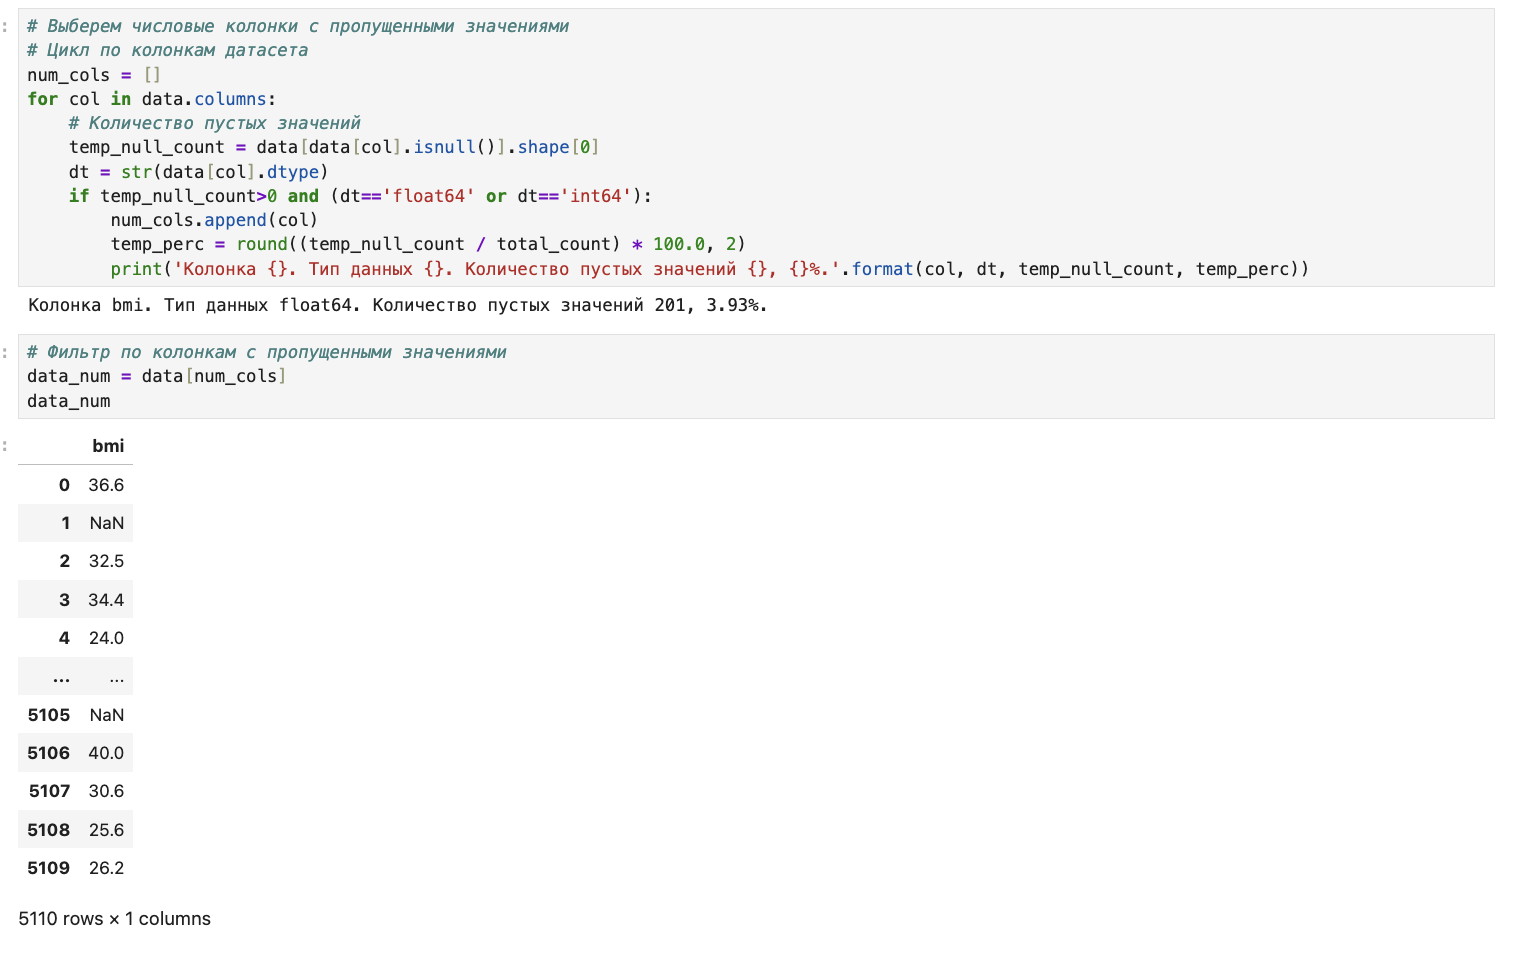 :
# Выберем числовые колонки с пропущенными значениями
# Цикл по колонкам датасета
num_cols = []
for col in data.columns:
    # Количество пустых значений
    temp_null_count = data[data[col].isnull()].shape[0]
    dt = str(data[col].dtype)
    if temp_null_count>0 and (dt=='float64' or dt=='int64'):
        num_cols.append(col)
        temp_perc = round((temp_null_count / total_count) * 100.0, 2)
        print('Колонка {}. Тип данных {}. Количество пустых значений {}, {}%.'.format(col, dt, temp_null_count, temp_perc))
Колонка bmi. Тип данных float64. Количество пустых значений 201, 3.93%.
:
# Фильтр по колонкам с пропущенными значениями
data_num = data[num_cols]
data_num
:
bmi
0 36.6
1 NaN
2 32.5
3 34.4
4 24.0
... ...
5105 NaN
5106 40.0
5107 30.6
5108 25.6
5109 26.2
5110 rows × 1 columns